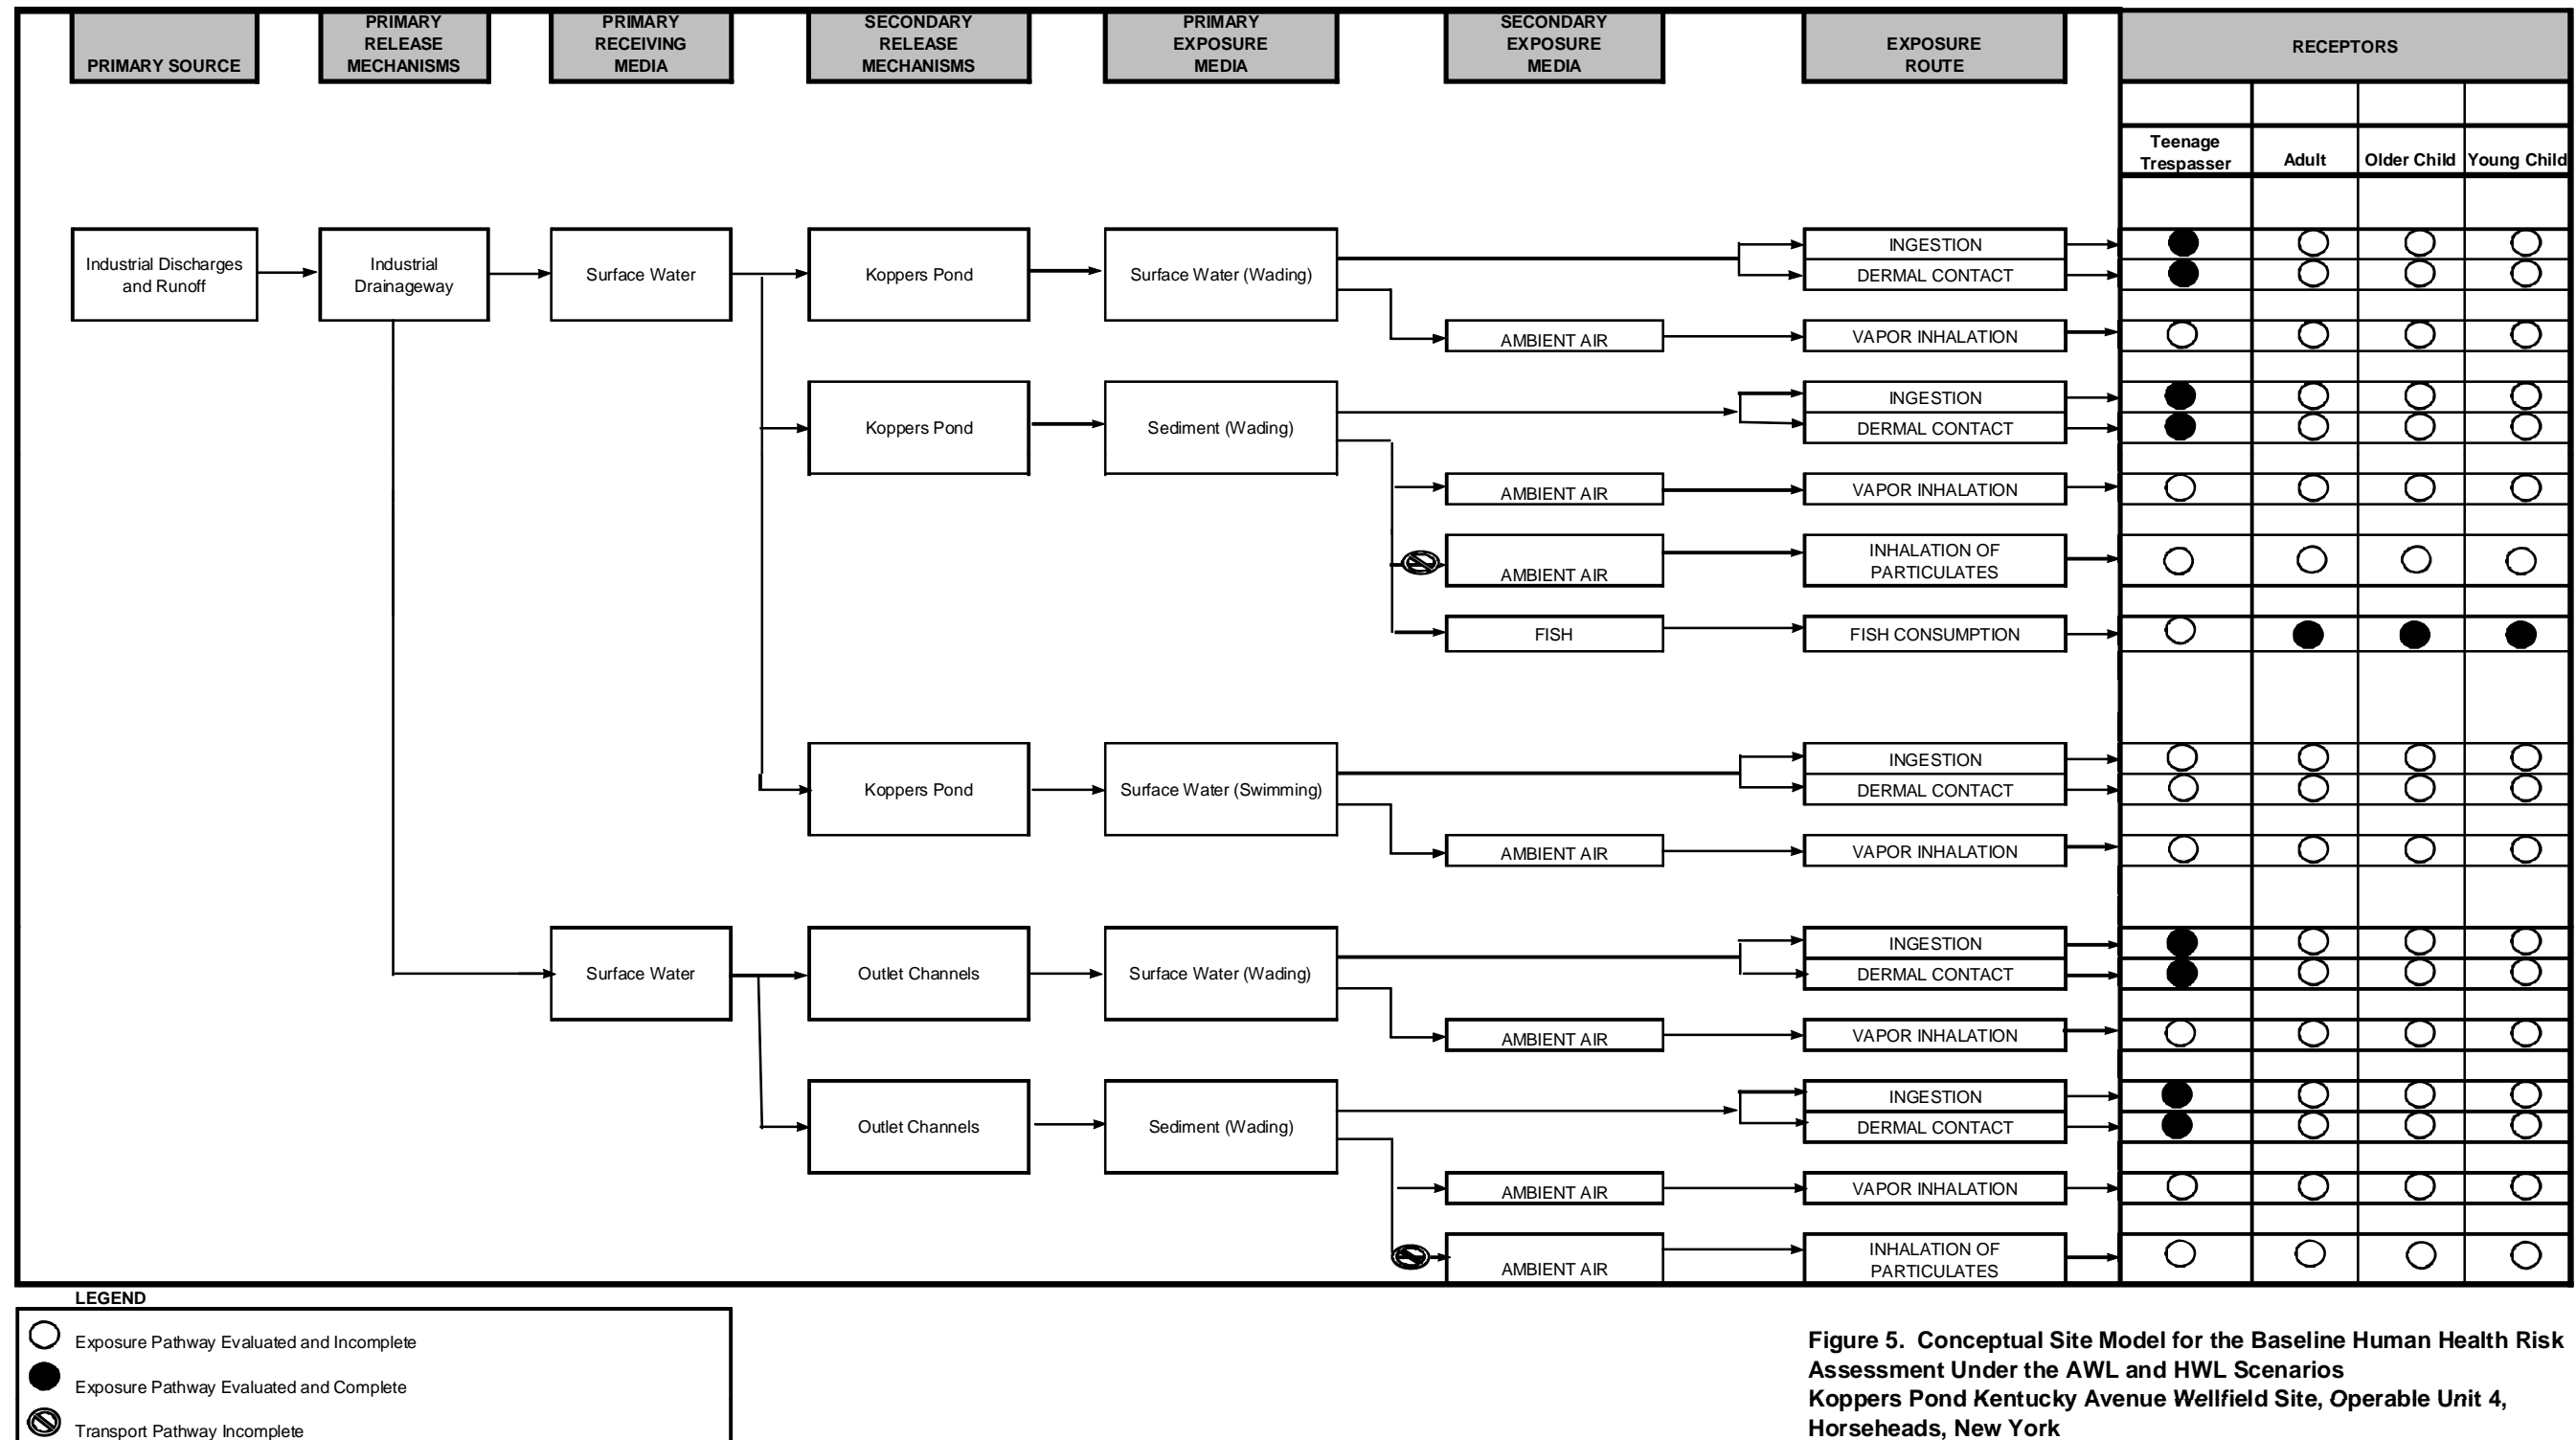 PRIMARY SOURCE
PRIMARY
RELEASE
MECHANISMS
PRIMARY
RECEIVING
MEDIA
SECONDARY
RELEASE
MECHANISMS
PRIMARY
EXPOSURE
MEDIA
SECONDARY
EXPOSURE
MEDIA
EXPOSURE
ROUTE
RECEPTORS
Teenage
Trespasser
Adult
Older Child
Young Child
Industrial Discharges
and Runoff
Industrial
Drainageway
Surface Water
Koppers Pond
Surface Water (Wading)
INGESTION
DERMAL CONTACT
AMBIENT AIR
VAPOR INHALATION
Koppers Pond
Sediment (Wading)
INGESTION
DERMAL CONTACT
AMBIENT AIR
VAPOR INHALATION
AMBIENT AIR
INHALATION OF
PARTICULATES
FISH
FISH CONSUMPTION
Koppers Pond
Surface Water (Swimming)
INGESTION
DERMAL CONTACT
AMBIENT AIR
VAPOR INHALATION
Surface Water
Outlet Channels
Surface Water (Wading)
INGESTION
DERMAL CONTACT
AMBIENT AIR
VAPOR INHALATION
Outlet Channels
Sediment (Wading)
INGESTION
DERMAL CONTACT
AMBIENT AIR
VAPOR INHALATION
AMBIENT AIR
INHALATION OF
PARTICULATES
LEGEND
Exposure Pathway Evaluated and Incomplete
Exposure Pathway Evaluated and Complete
Transport Pathway Incomplete
Figure 5. Conceptual Site Model for the Baseline Human Health Risk
Assessment Under the AWL and HWL Scenarios
Koppers Pond Kentucky Avenue Wellfield Site, Operable Unit 4,
Horseheads, New York